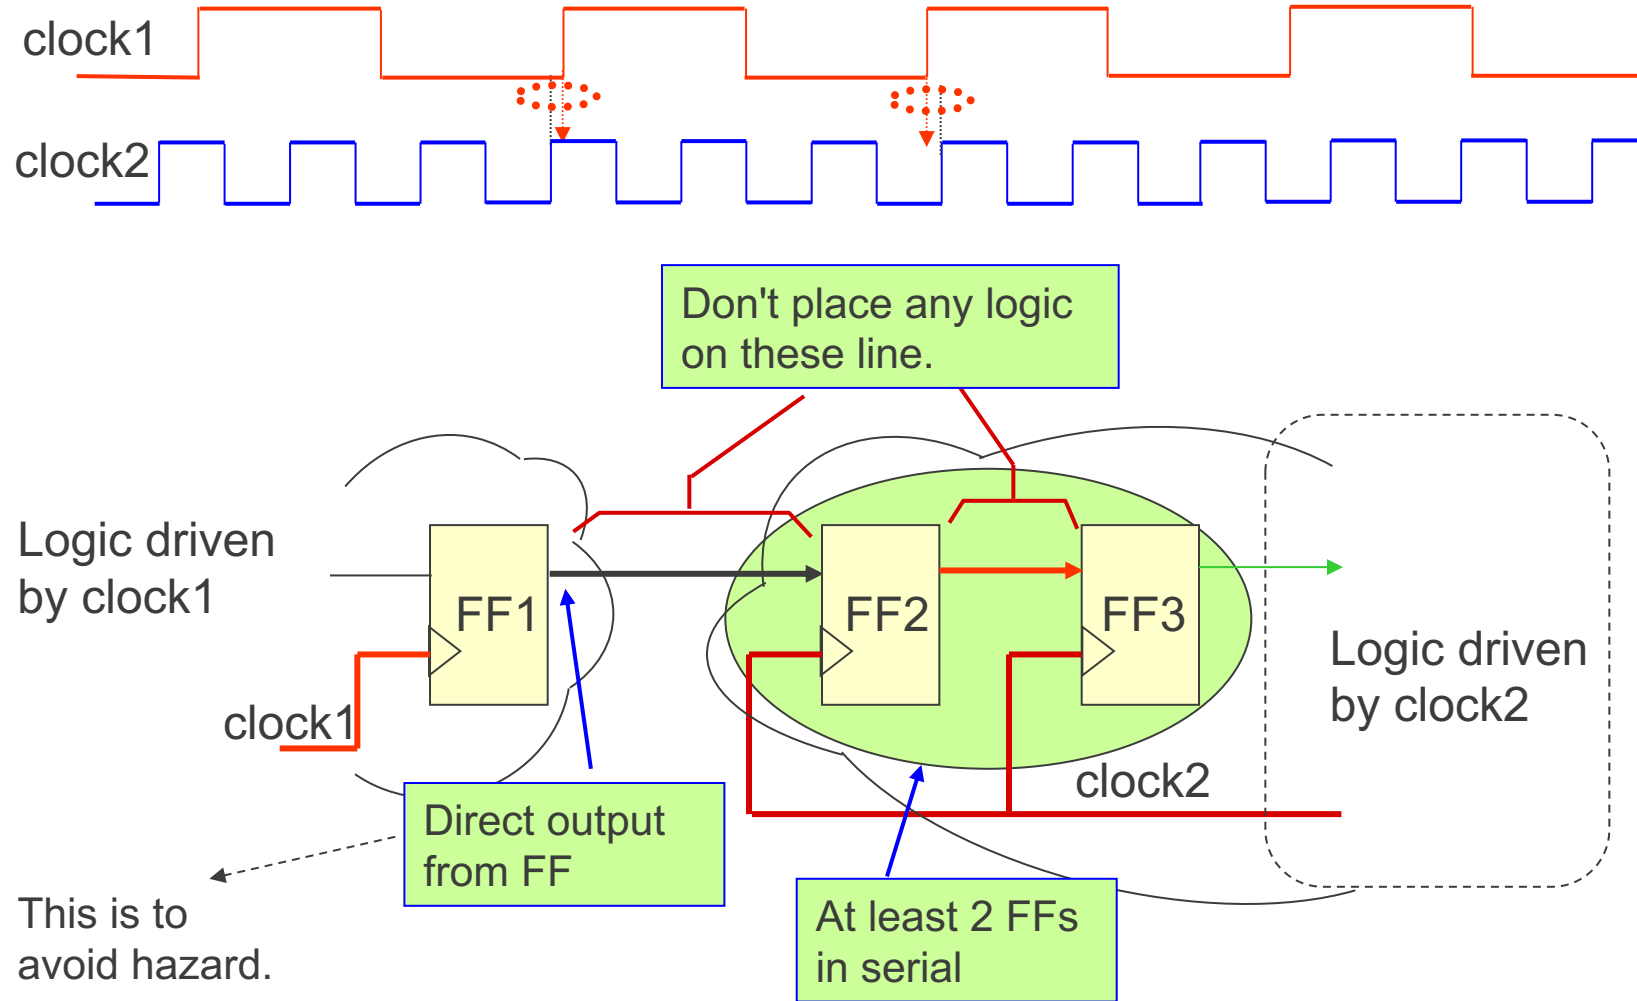 clock1
clock2
Don't place any logic
on these line.
Logic driven
by clock1
FF1
FF2
FF3
Logic driven
by clock2
clock1
clock2
Direct output
from FF
At least 2 FFs
in serial
This is to
avoid hazard.